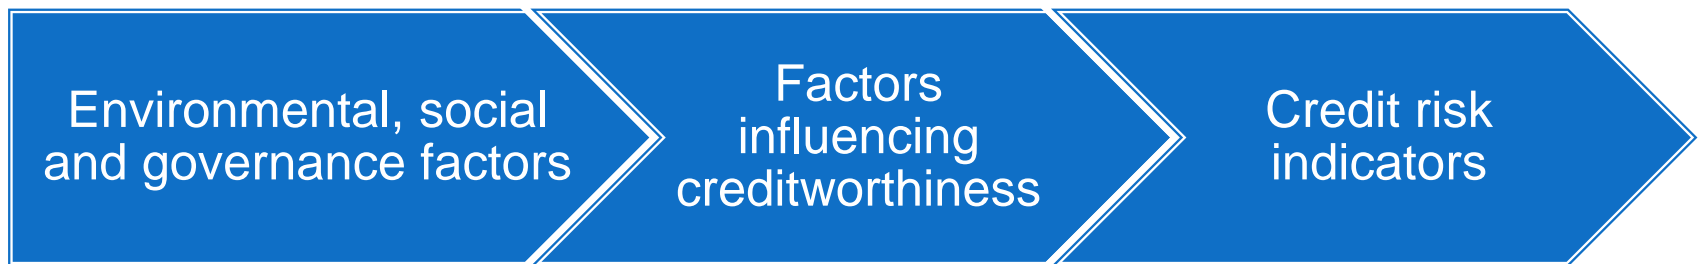 Environmental, social
and governance factors
Factors
influencing
creditworthiness
Credit risk
indicators